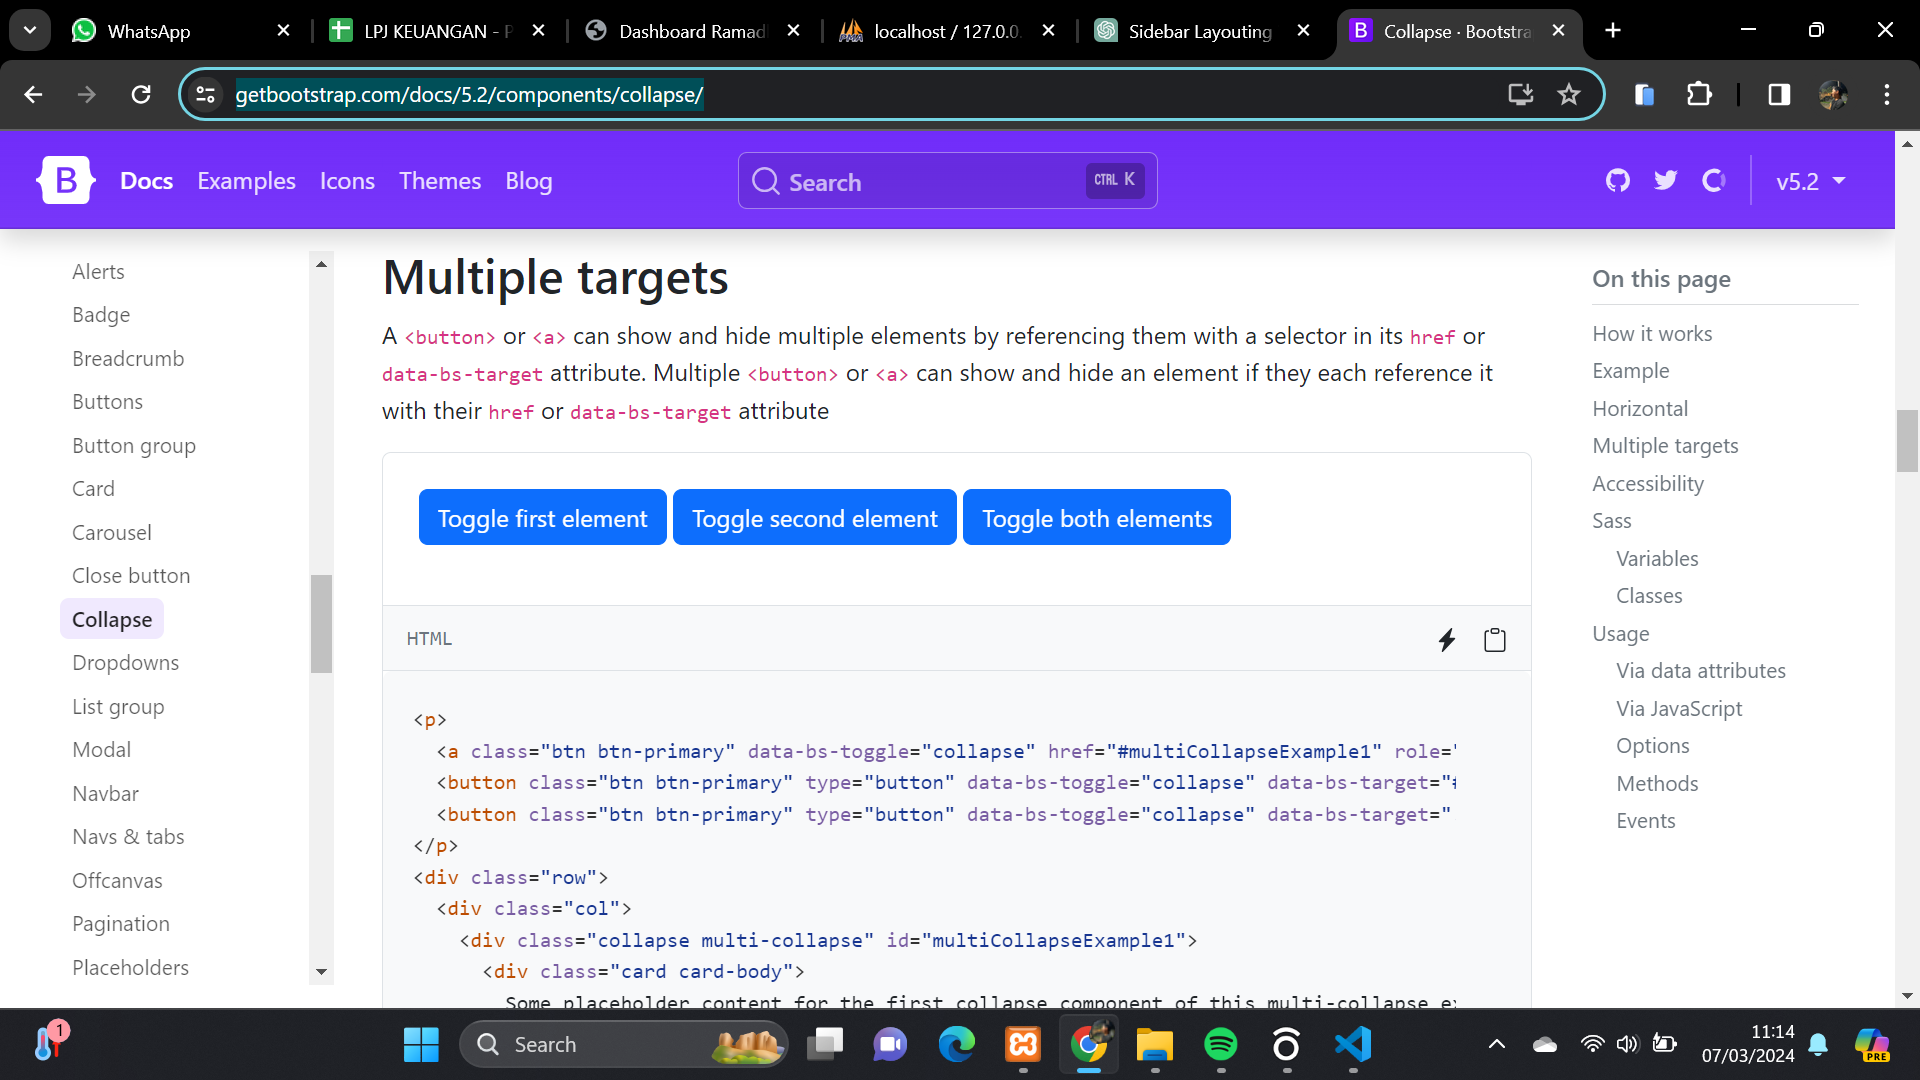 WhatsApp
LPJ KEUANGAN - P
Dashboard Ramad
localhost / 127.0.0.
Sidebar Layouting
Collapse · Bootstra
getbootstrap.com/docs/5.2/components/collapse/
B
Docs
Examples
Icons
Themes
Blog
Search
CTRL K
v5.2
Alerts
Badge
Breadcrumb
Buttons
Button group
Card
Carousel
Close button
Collapse
Dropdowns
List group
Modal
Navbar
Navs & tabs
Offcanvas
Pagination
Placeholders
Multiple targets
A <button> or <a> can show and hide multiple elements by referencing them with a selector in its href or
data-bs-target attribute. Multiple <button> or <a> can show and hide an element if they each reference it
with their href or data-bs-target attribute
Toggle first element
Toggle second element
Toggle both elements
HTML
<p>
<a class="btn btn-primary" data-bs-toggle="collapse" href="#multiCollapseExample1" role="
<button class="btn btn-primary" type="button" data-bs-toggle="collapse" data-bs-target="#
<button class="btn btn-primary" type="button" data-bs-toggle="collapse" data-bs-target="
</p>
<div class="row">
<div class="col">
<div class="collapse multi-collapse" id="multiCollapseExample1">
<div class="card card-body">
Some placeholder content for the first collapse component of this multi-collapse ex
On this page
How it works
Example
Horizontal
Multiple targets
Accessibility
Sass
Variables
Classes
Usage
Via data attributes
Via JavaScript
Options
Methods
Events
1
Search
11:14
07/03/2024
PRE